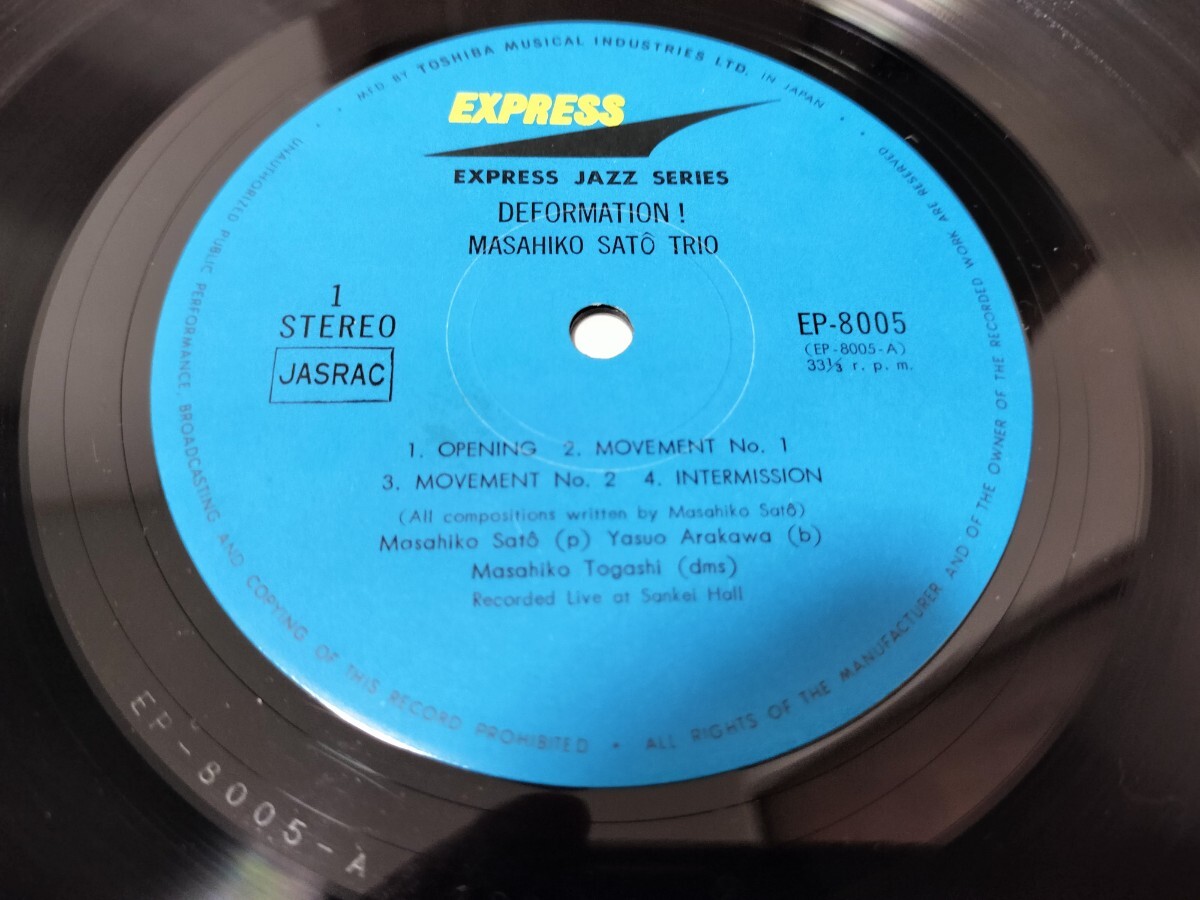 MFD. BY TOSHIBA MUSICAL INDUSTRIES LTD. IN JAPAN
EXPRESS
EXPRESS JAZZ SERIES
DEFORMATION !
MASAHIKO SATÔ TRIO
1
STEREO
JASRAC
EP-8005
(EP-8005-A)
33⅓ r. p. m.
1. OPENING 2. MOVEMENT No. 1
3. MOVEMENT No. 2 4. INTERMISSION
(All compositions written by Masahiko Satô)
Masahiko Satô (p) Yasuo Arakawa (b)
Masahiko Togashi (dms)
Recorded Live at Sankei Hall
UNAUTHORIZED PUBLIC PERFORMANCE, BROADCASTING AND COPYING OF THIS RECORD PROHIBITED • ALL RIGHTS OF THE MANUFACTURER AND OF THE OWNER OF THE RECORDED WORK ARE RESERVED
EP-8005-A